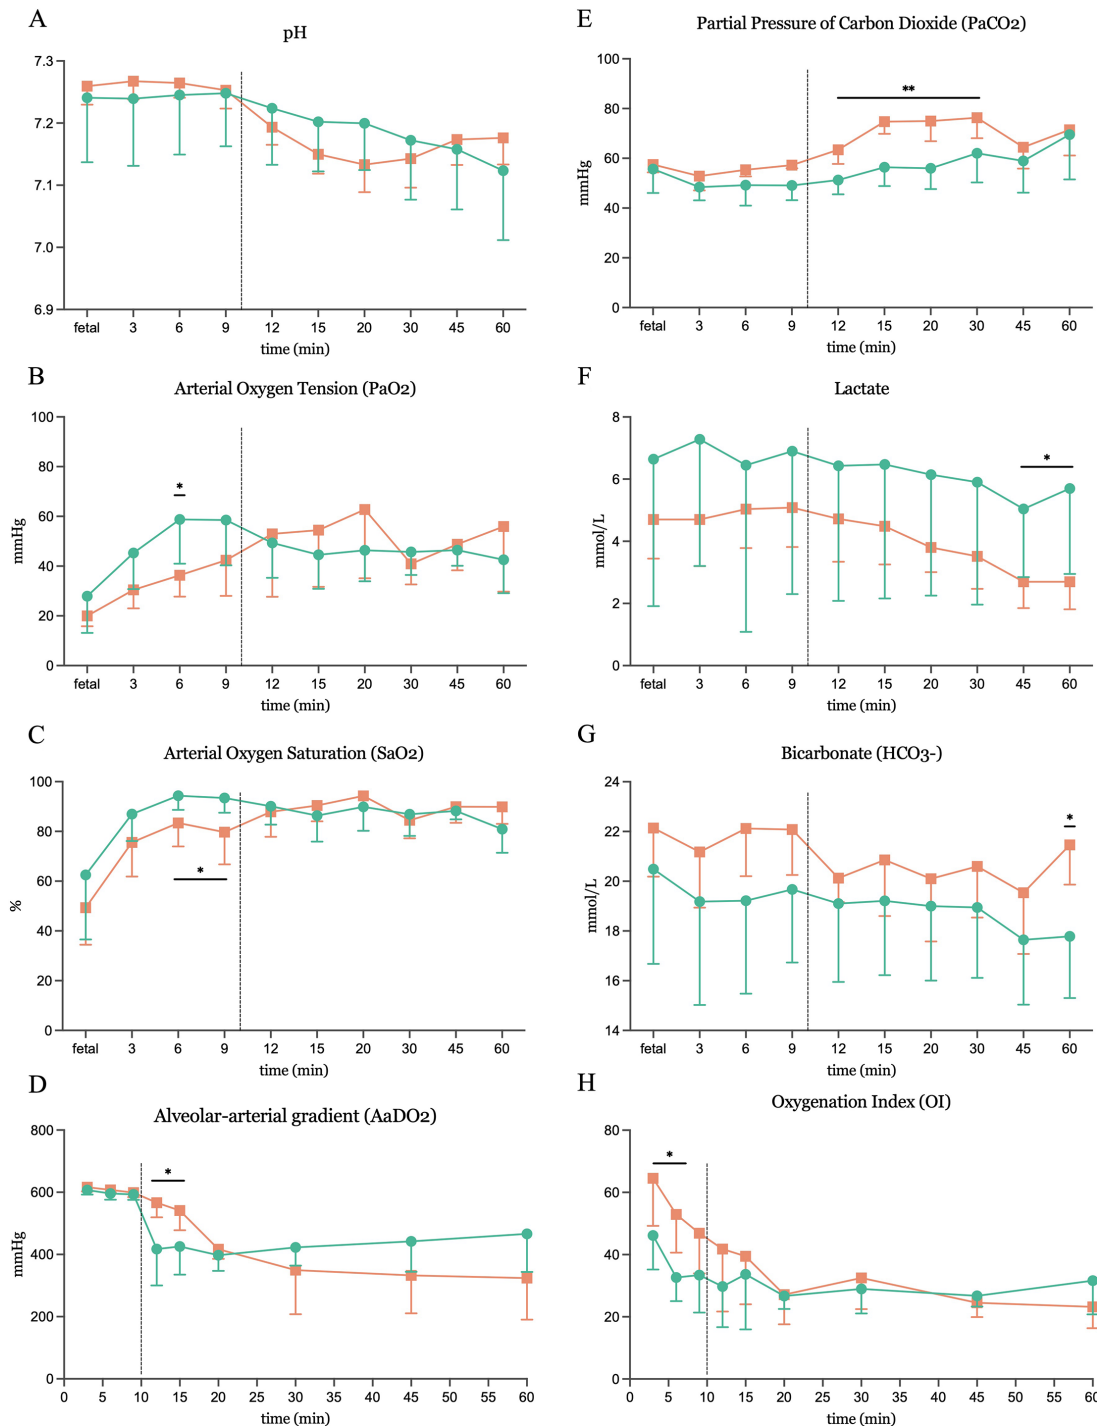 A
pH
7.3
7.2
7.1
7.0
6.9
fetal 3 6 9 12 15 20 30 45 60
time (min)
B
Arterial Oxygen Tension (PaO2)
mmHg
100
80
60
40
20
0
*
fetal 3 6 9 12 15 20 30 45 60
time (min)
C
Arterial Oxygen Saturation (SaO2)
%
100
80
60
40
20
0
*
fetal 3 6 9 12 15 20 30 45 60
time (min)
D
Alveolar-arterial gradient (AaDO2)
mmHg
800
600
400
200
0
*
0 5 10 15 20 25 30 35 40 45 50 55 60
time (min)
E
Partial Pressure of Carbon Dioxide (PaCO2)
mmHg
100
80
60
40
20
0
**
fetal 3 6 9 12 15 20 30 45 60
time (min)
F
Lactate
mmol/L
8
6
4
2
0
*
fetal 3 6 9 12 15 20 30 45 60
time (min)
G
Bicarbonate (HCO3-)
mmol/L
24
22
20
18
16
14
*
fetal 3 6 9 12 15 20 30 45 60
time (min)
H
Oxygenation Index (OI)
80
60
40
20
0
*
0 5 10 15 20 25 30 35 40 45 50 55 60
time (min)